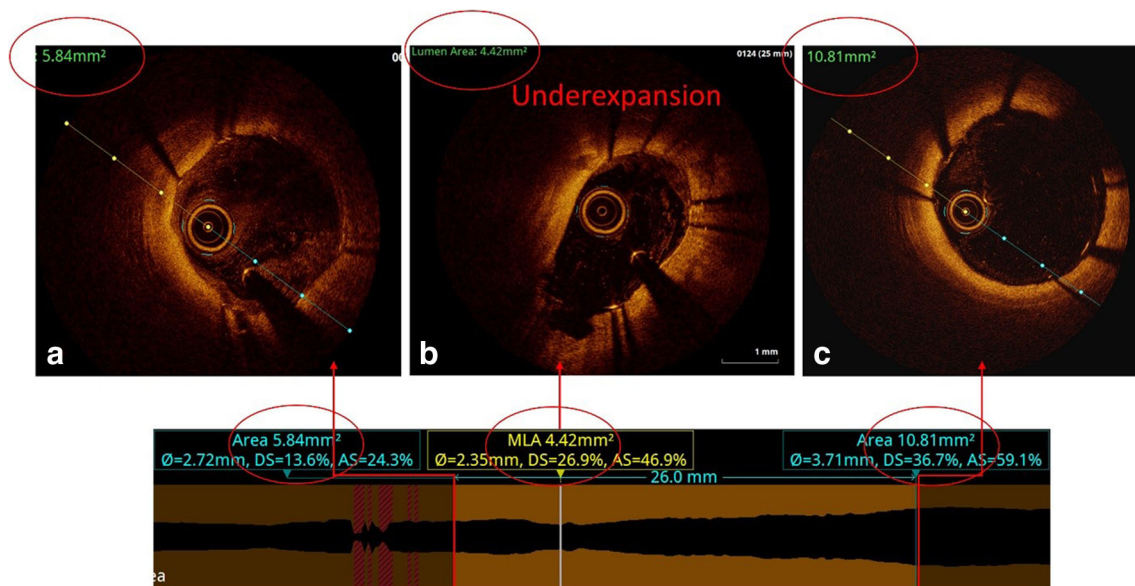 : 5.84mm²
00
Lumen Area: 4.42mm²
0124 (25 mm)
10.81mm²
Underexpansion
a
b
1 mm
c
Area 5.84mm²
Ø=2.72mm, DS=13.6%, AS=24.3%
MLA 4.42mm²
Ø=2.35mm, DS=26.9%, AS=46.9%
Area 10.81mm²
Ø=3.71mm, DS=36.7%, AS=59.1%
26.0 mm
ea